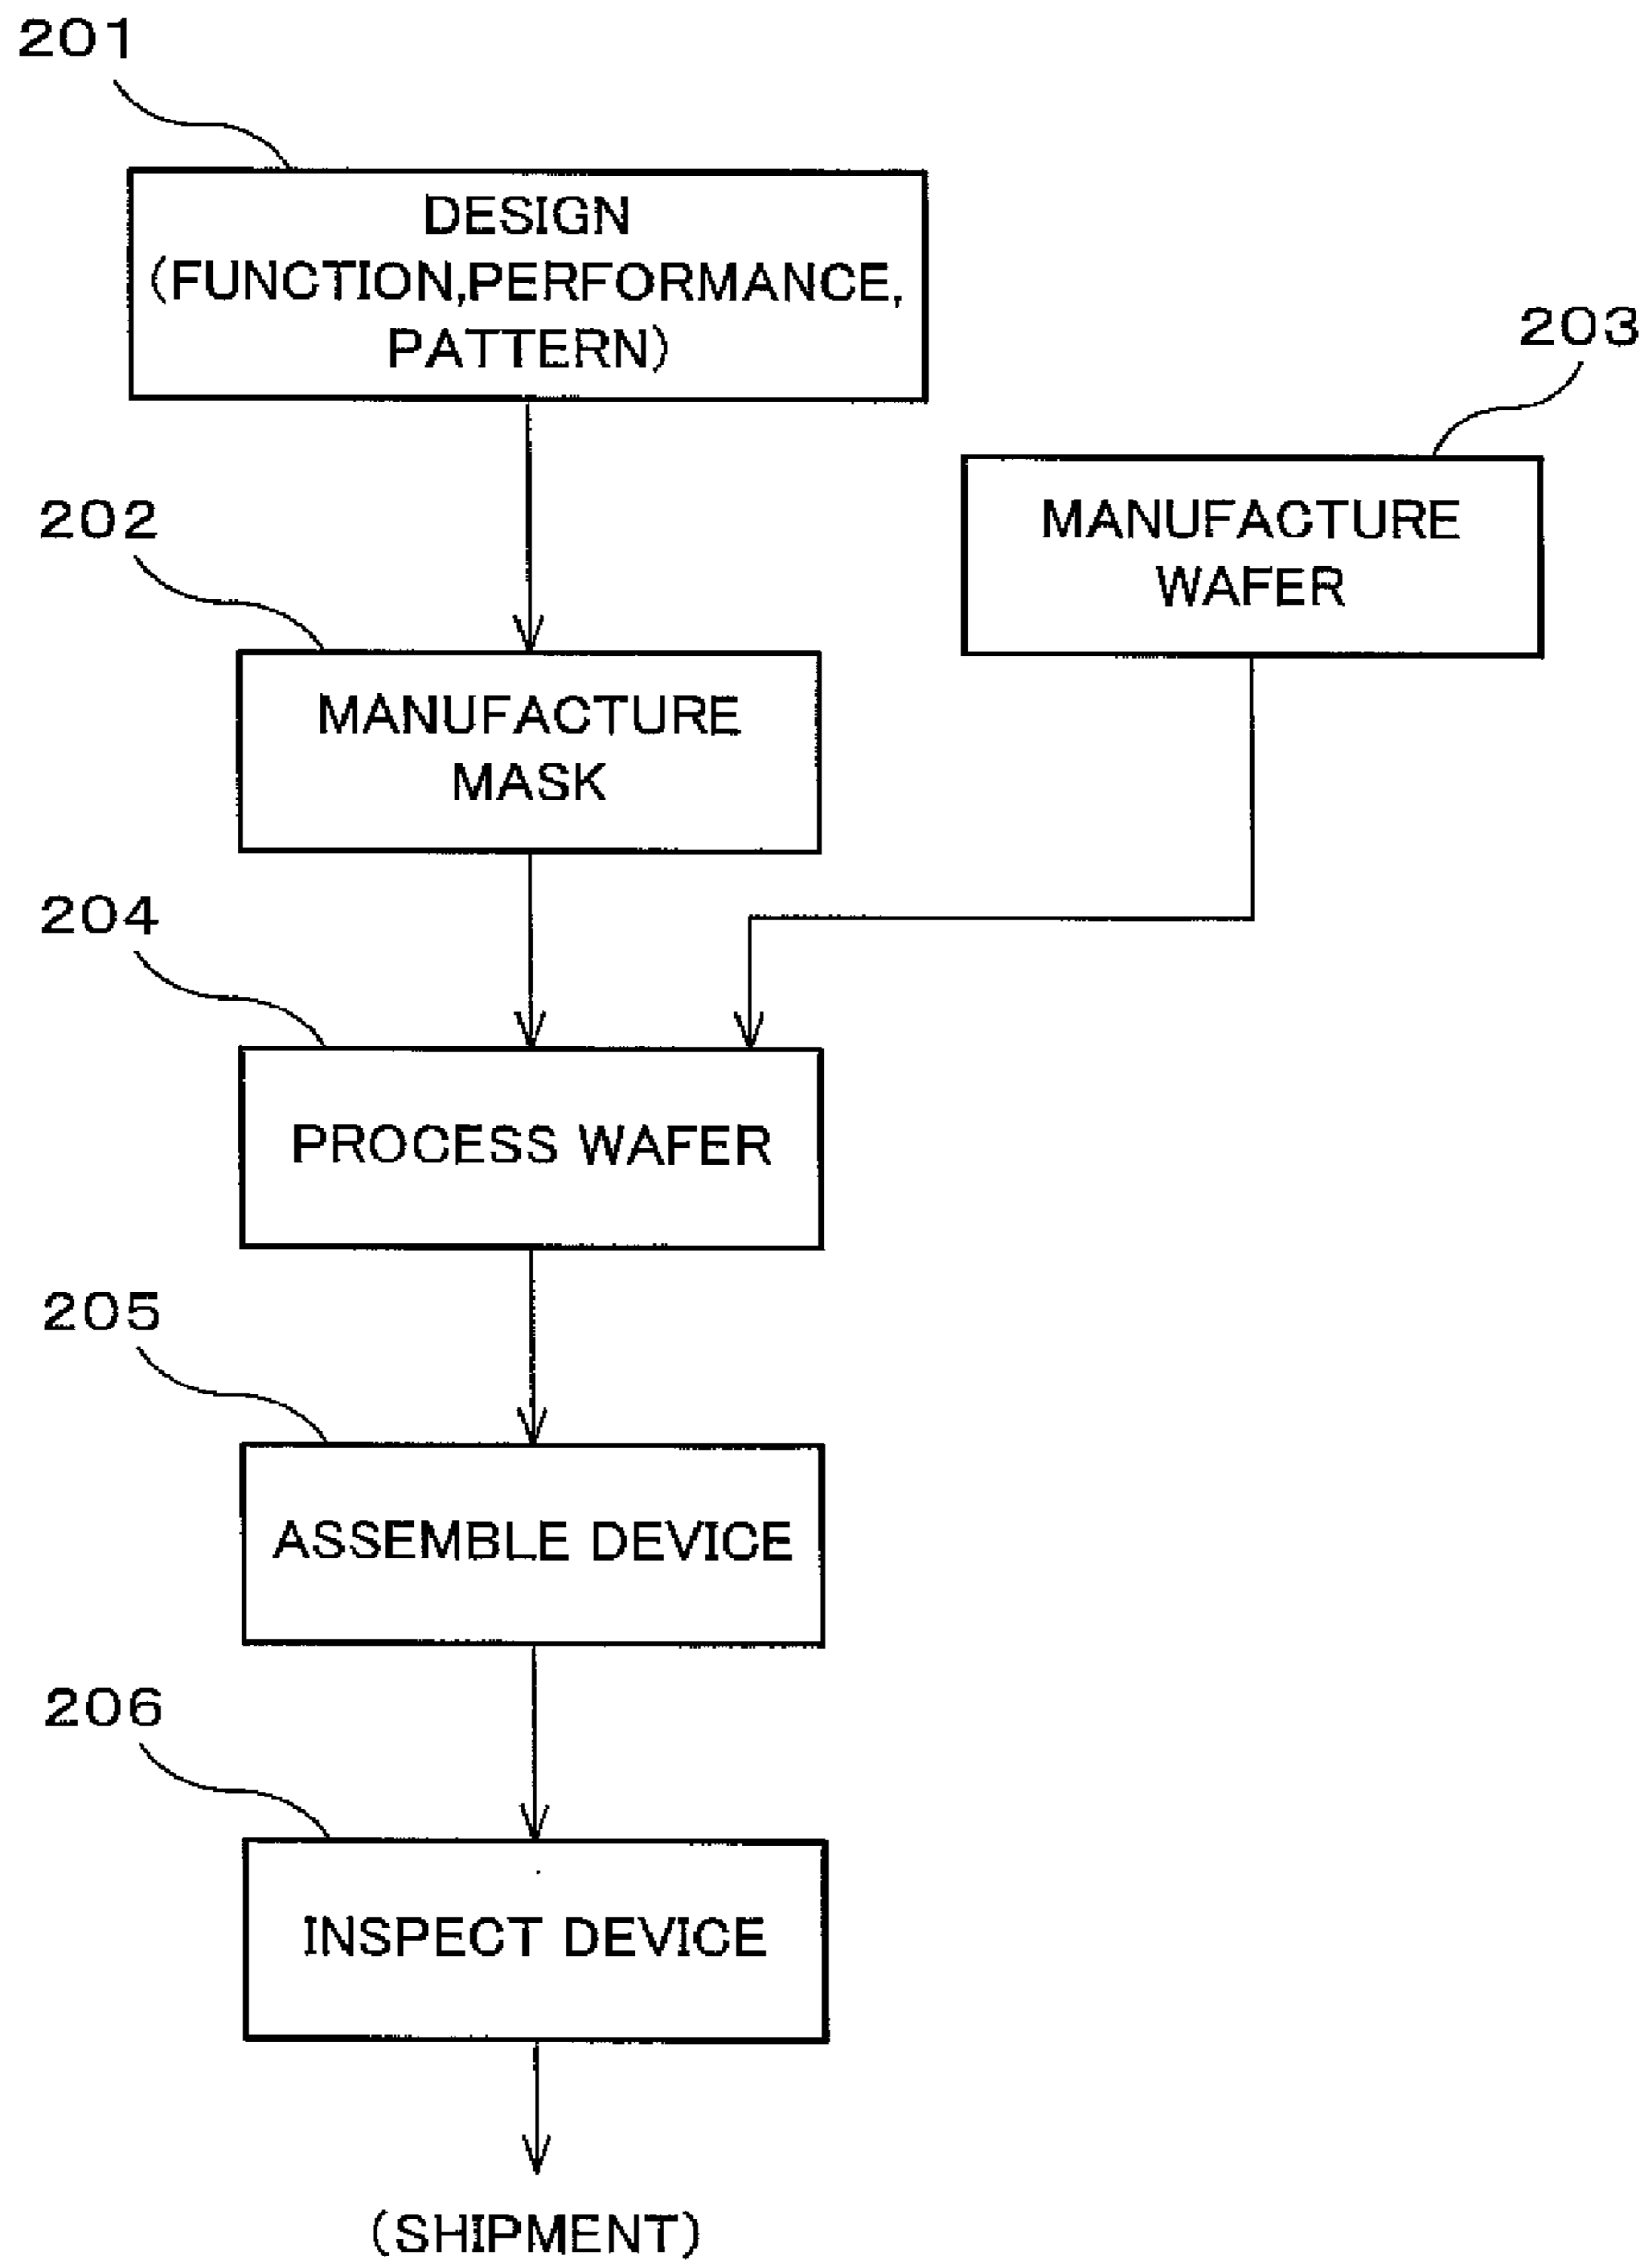 201
DESIGN
(FUNCTION,PERFORMANCE,
PATTERN)
203
MANUFACTURE
WAFER
202
MANUFACTURE
MASK
204
PROCESS WAFER
205
ASSEMBLE DEVICE
206
INSPECT DEVICE
(SHIPMENT)